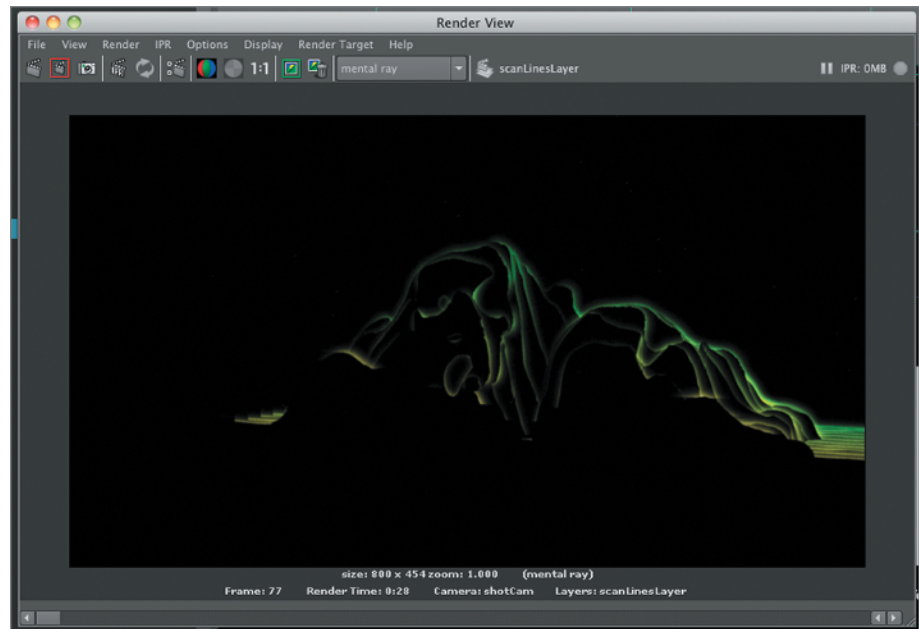 Render View
File View Render IPR Options Display Render Target Help
1:1 mental ray scanLinesLayer IPR: 0MB
size: 800 x 454 zoom: 1.000 (mental ray)
Frame: 77 Render Time: 0:28 Camera: shotCam Layers: scanLinesLayer